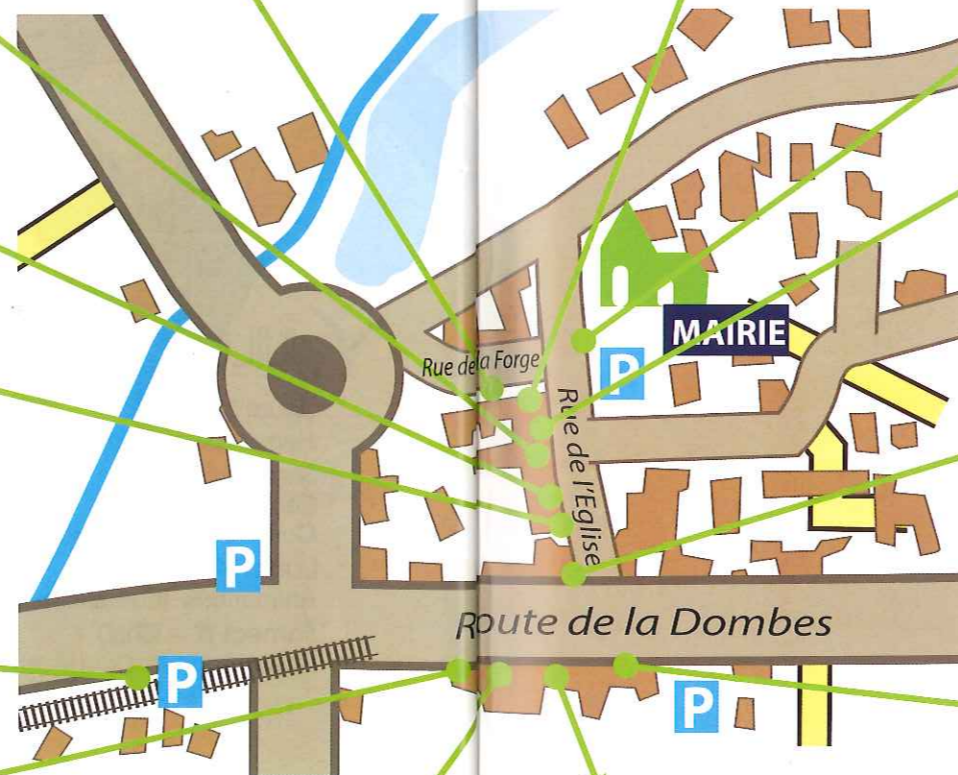 MAIRIE
Rue de la Forge
P
Rue de l'Eglise
P
Route de la Dombes
P
P